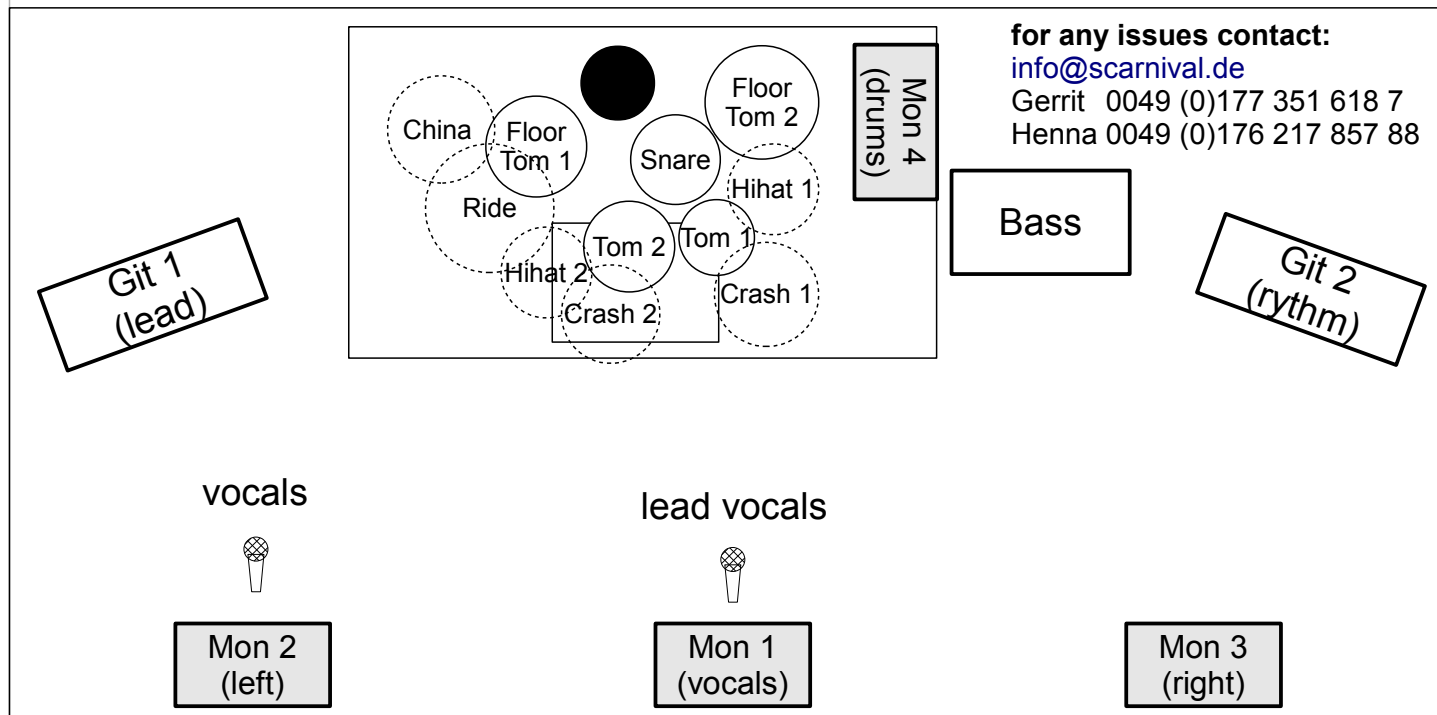 for any issues contact:
info@scarnival.de
Gerrit 0049 (0)177 351 618 7
Henna 0049 (0)176 217 857 88
China
Floor
Tom 1
Floor
Tom 2
Mon 4
(drums)
Snare
Hihat 1
Ride
Tom 2
Tom 1
Hihat 2
Crash 2
Crash 1
Bass
Git 1
(lead)
Git 2
(rythm)
vocals
lead vocals
Mon 2
(left)
Mon 1
(vocals)
Mon 3
(right)